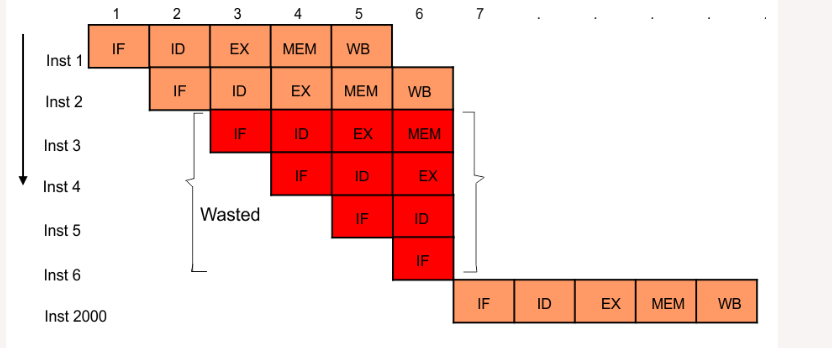 1 2 3 4 5 6 7 . . . . .
Inst 1 IF ID EX MEM WB
Inst 2 IF ID EX MEM WB
Inst 3 IF ID EX MEM
Inst 4 IF ID EX
Wasted
Inst 5 IF ID
Inst 6 IF
Inst 2000 IF ID EX MEM WB